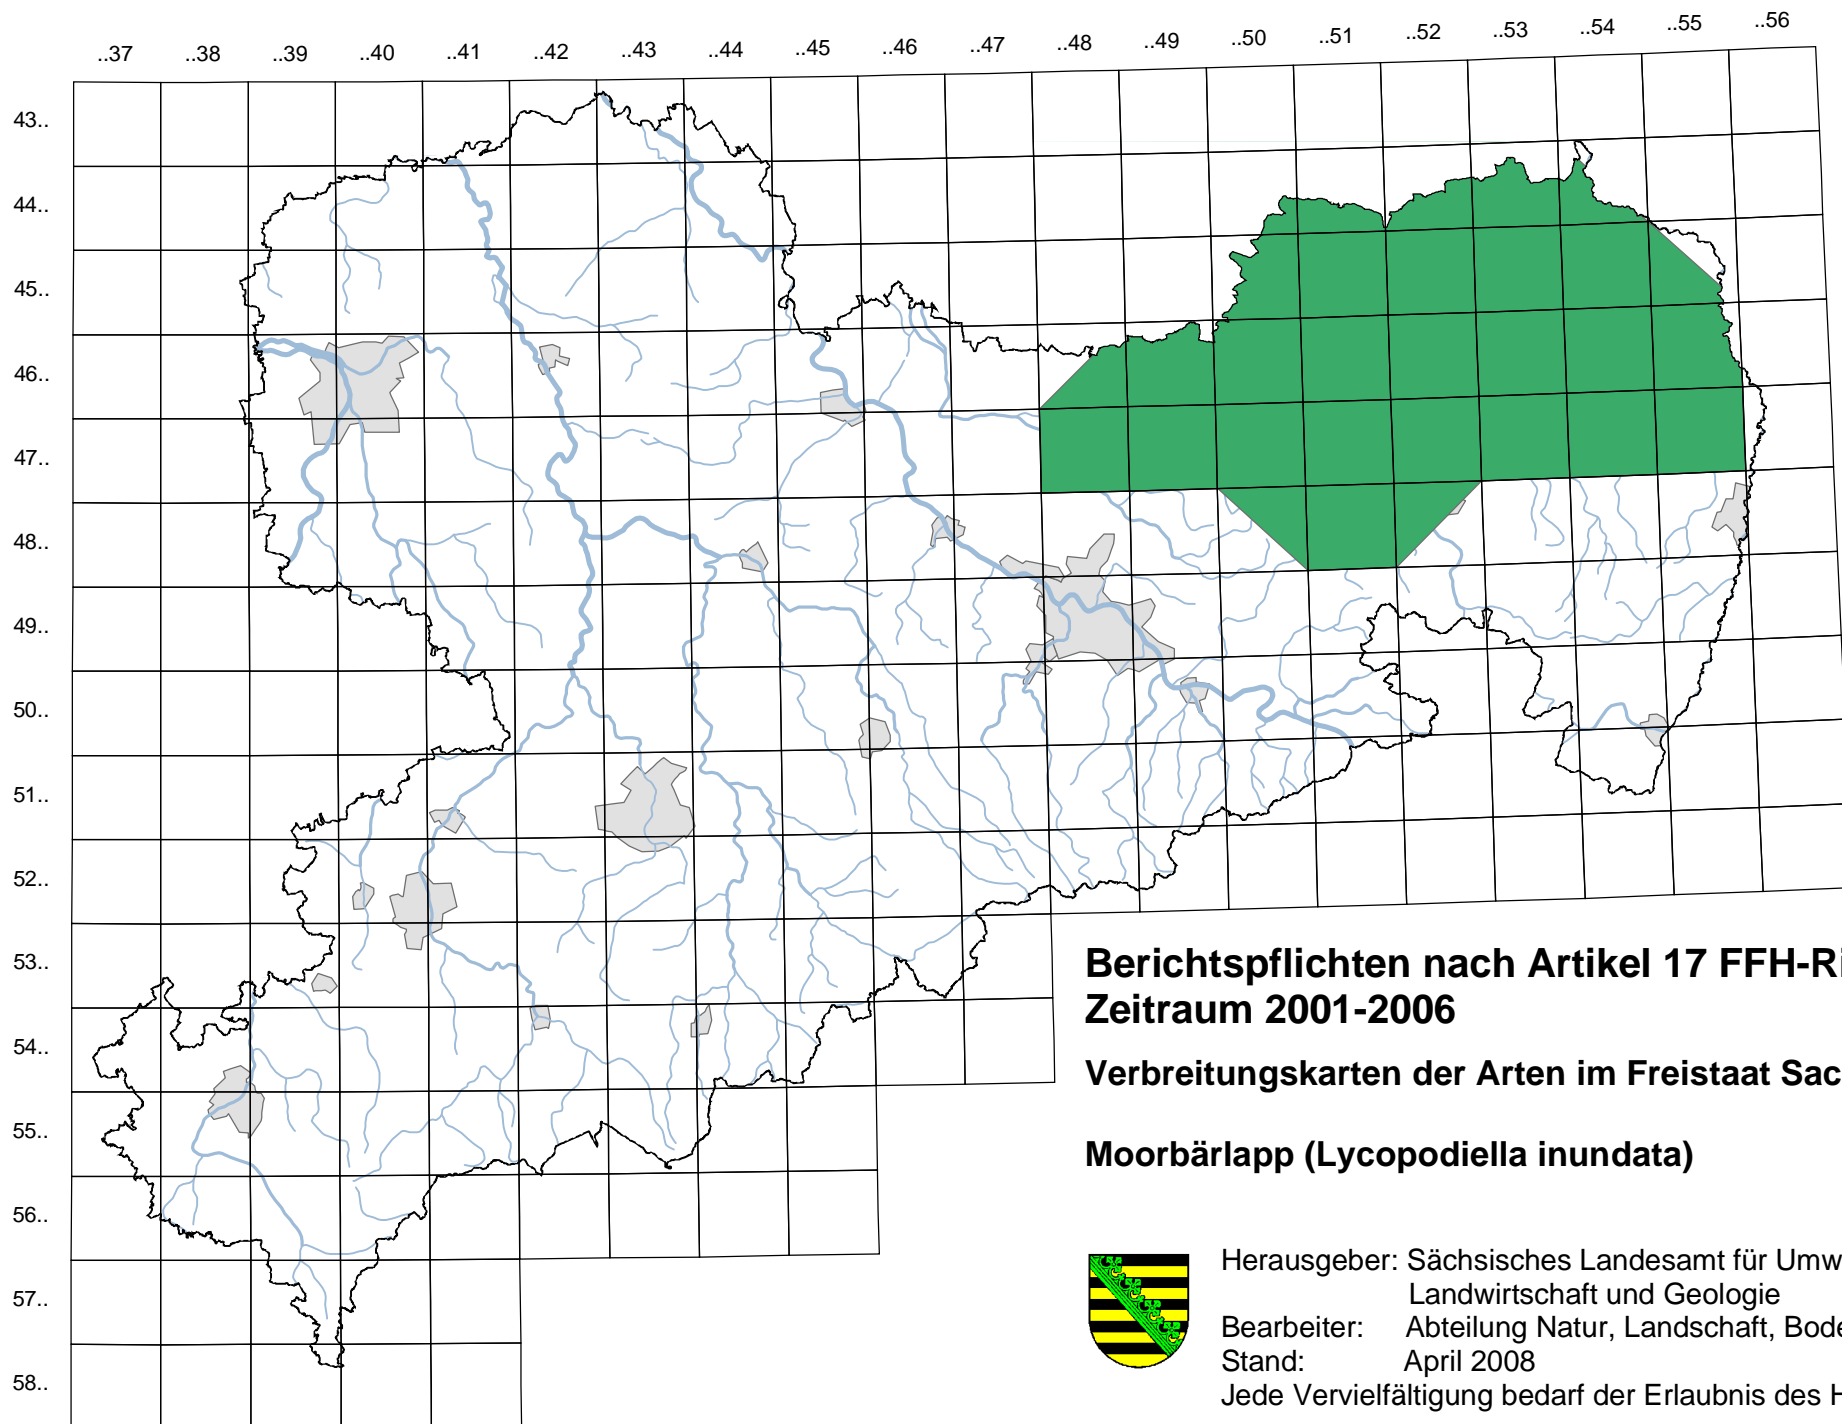 ..37 ..38 ..39 ..40 ..41 ..42 ..43 ..44 ..45 ..46 ..47 ..48 ..49 ..50 ..51 ..52 ..53 ..54 ..55 ..56
43..
44..
45..
46..
47..
48..
49..
50..
51..
52..
53..
54..
55..
56..
57..
58..
Berichtspflichten nach Artikel 17 FFH-Ri
Zeitraum 2001-2006
Verbreitungskarten der Arten im Freistaat Sac
Moorbärlapp (Lycopodiella inundata)
Herausgeber: Sächsisches Landesamt für Umw
Landwirtschaft und Geologie
Bearbeiter: Abteilung Natur, Landschaft, Bode
Stand: April 2008
Jede Vervielfältigung bedarf der Erlaubnis des H